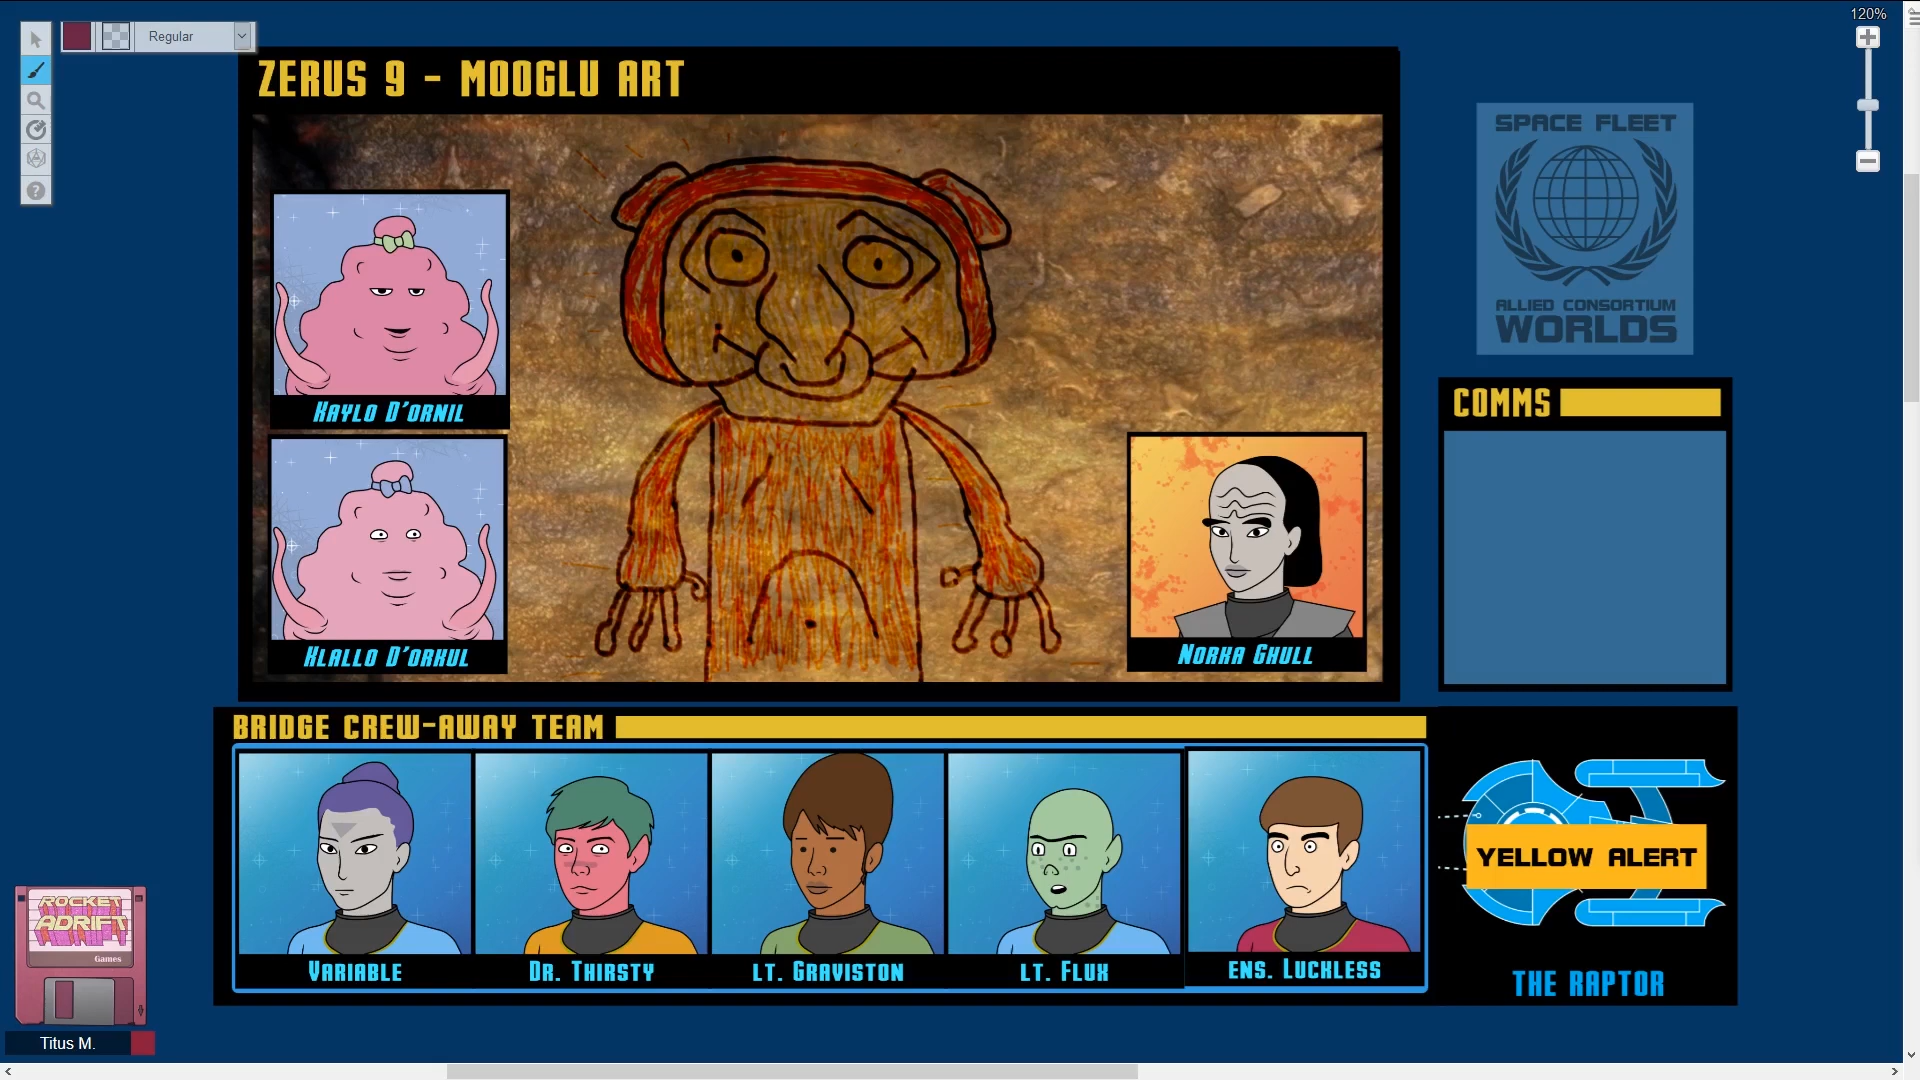 120%
Regular
ZERUS 9 - MOOGLU ART
SPACE FLEET
ALLIED CONSORTIUM
WORLDS
KAYLO D'ORNIL
COMMS
KLALLO D'ORKUL
NORKA GHULL
BRIDGE CREW-AWAY TEAM
YELLOW ALERT
VARIABLE
DR. THIRSTY
LT. GRAVISTON
LT. FLUX
ENS. LUCKLESS
THE RAPTOR
ROCKET
ADRIFT
Games
Titus M.